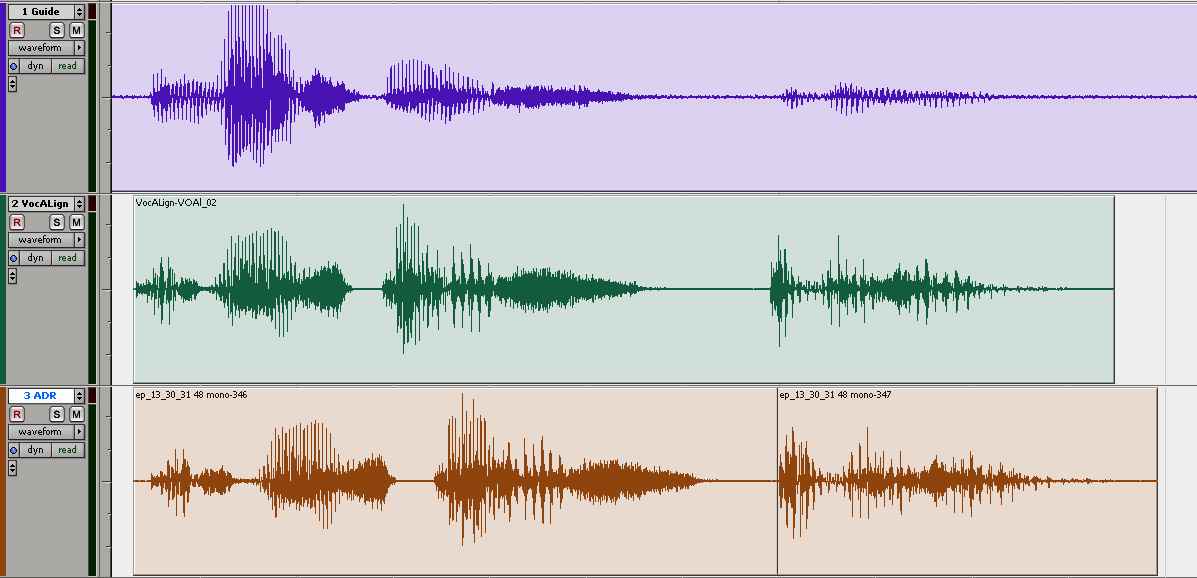 1 Guide
R S M
waveform
dyn read
2 VocALign
VocALign-VOAl_02
R S M
waveform
dyn read
3 ADR
ep_13_30_31 48 mono-346
ep_13_30_31 48 mono-347
R S M
waveform
dyn read